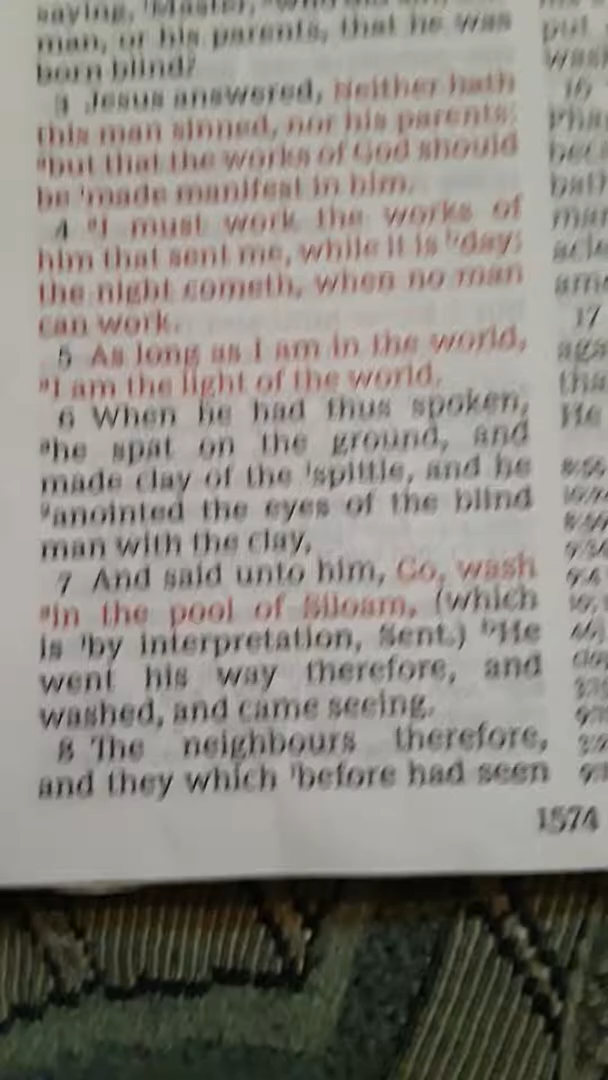 saying, Master, who did sin, this
man, or his parents, that he was
born blind?
3 Jesus answered, Neither hath
this man sinned, nor his parents:
but that the works of God should
be made manifest in him.
4 I must work the works of
him that sent me, while it is day:
the night cometh, when no man
can work.
5 As long as I am in the world,
I am the light of the world.
6 When he had thus spoken,
he spat on the ground, and
made clay of the spittle, and he
anointed the eyes of the blind
man with the clay,
7 And said unto him, Go, wash
in the pool of Siloam, (which
is by interpretation, Sent.) He
went his way therefore, and
washed, and came seeing.
8 The neighbours therefore,
and they which before had seen
put
16
17
He
1574